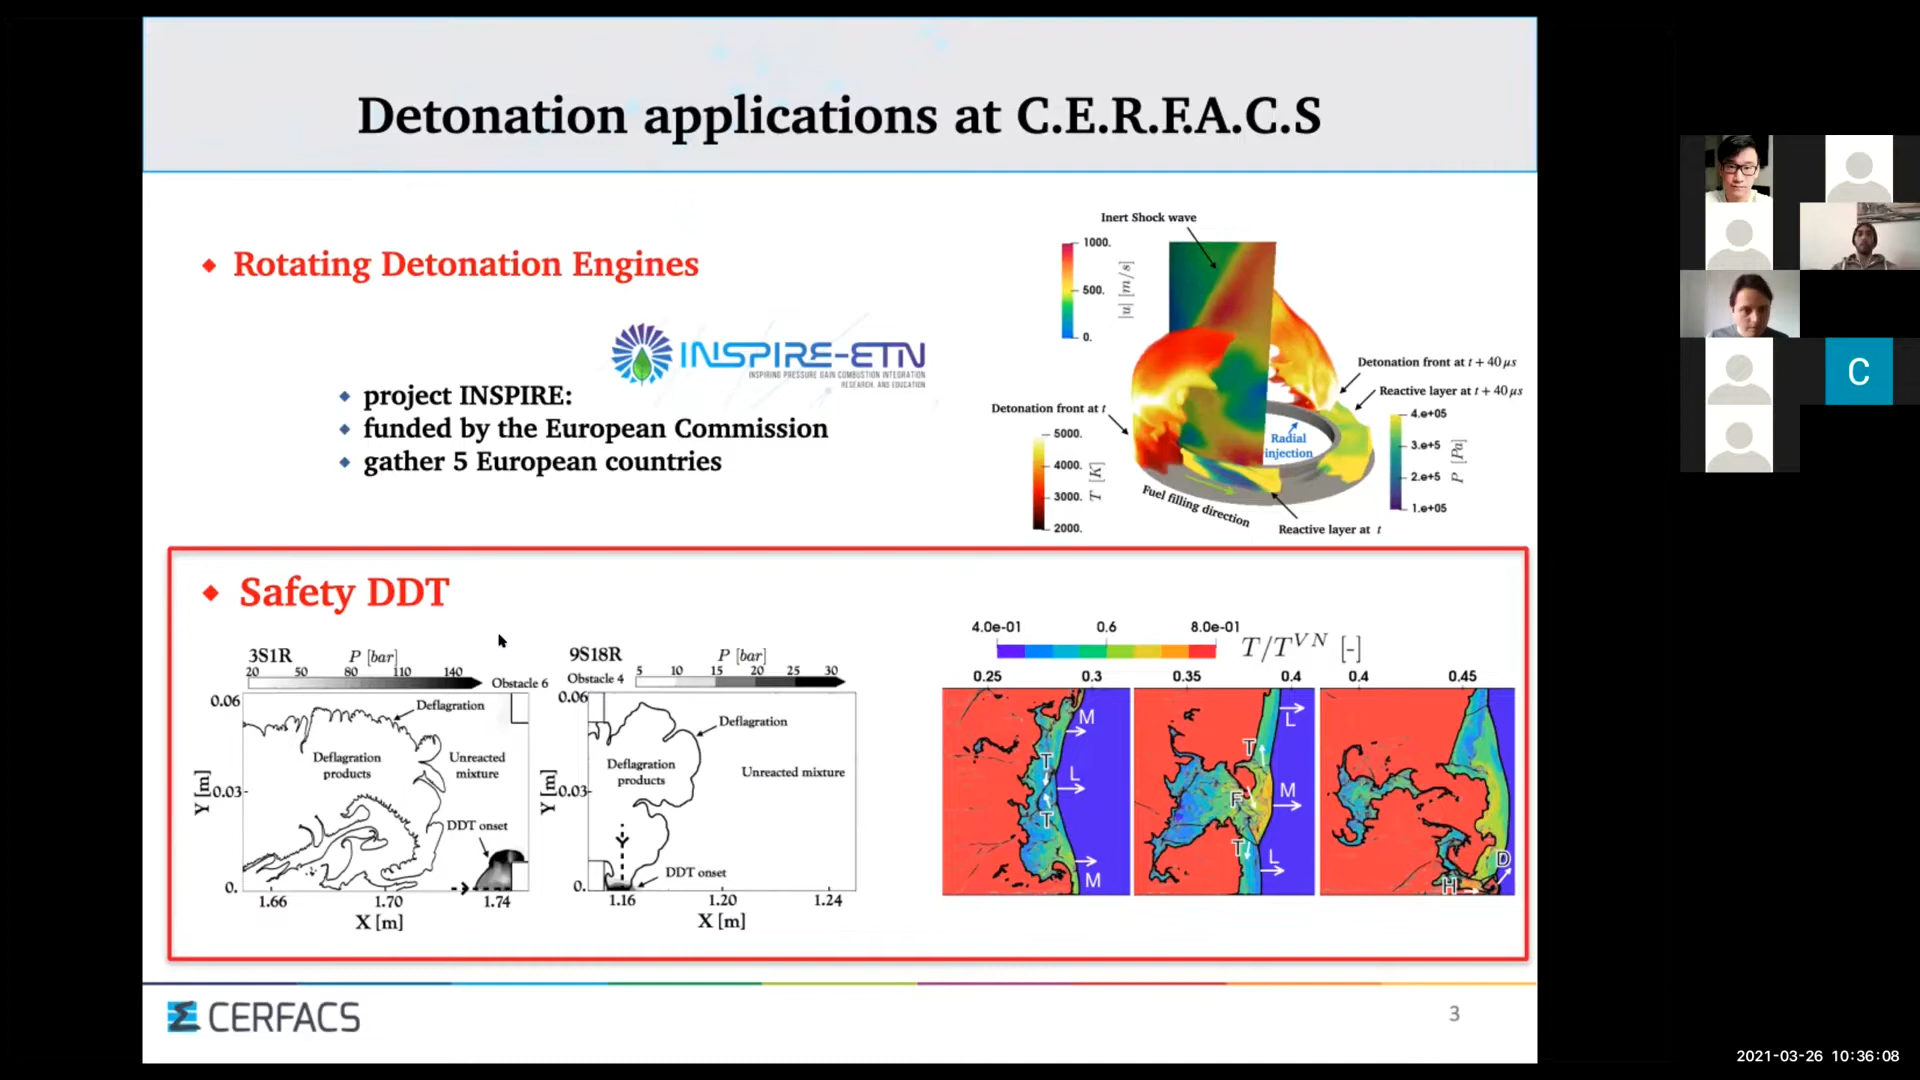 Detonation applications at C.E.R.F.A.C.S
Rotating Detonation Engines
INSPIRE-ETN
INSPIRING PRESSURE GAIN COMBUSTION INTEGRATION
RESEARCH, AND EDUCATION
project INSPIRE:
funded by the European Commission
gather 5 European countries
Inert Shock wave
1000.
500.
0.
|u| [m/s]
Detonation front at t + 40 μs
Reactive layer at t + 40 μs
Detonation front at t
5000.
4000.
3000.
2000.
T [K]
Radial
injection
4.e+05
3.e+5
2.e+5
1.e+05
P [Pa]
Fuel filling direction
Reactive layer at t
Safety DDT
3S1R
P [bar]
20 50 80 110 140
Obstacle 6
0.06
0.03
0.
Y [m]
Deflagration
Deflagration
products
Unreacted
mixture
DDT onset
1.66 1.70 1.74
X [m]
9S18R
P [bar]
Obstacle 4
5 10 15 20 25 30
0.06
0.03
0.
Y [m]
Deflagration
Deflagration
products
Unreacted mixture
DDT onset
1.16 1.20 1.24
X [m]
4.0e-01 0.6 8.0e-01
T/T^VN [-]
0.25 0.3 0.35 0.4 0.4 0.45
M
T
L
T
M
L
T
M
F
T
L
D
H
CERFACS
3
C
2021-03-26 10:36:08